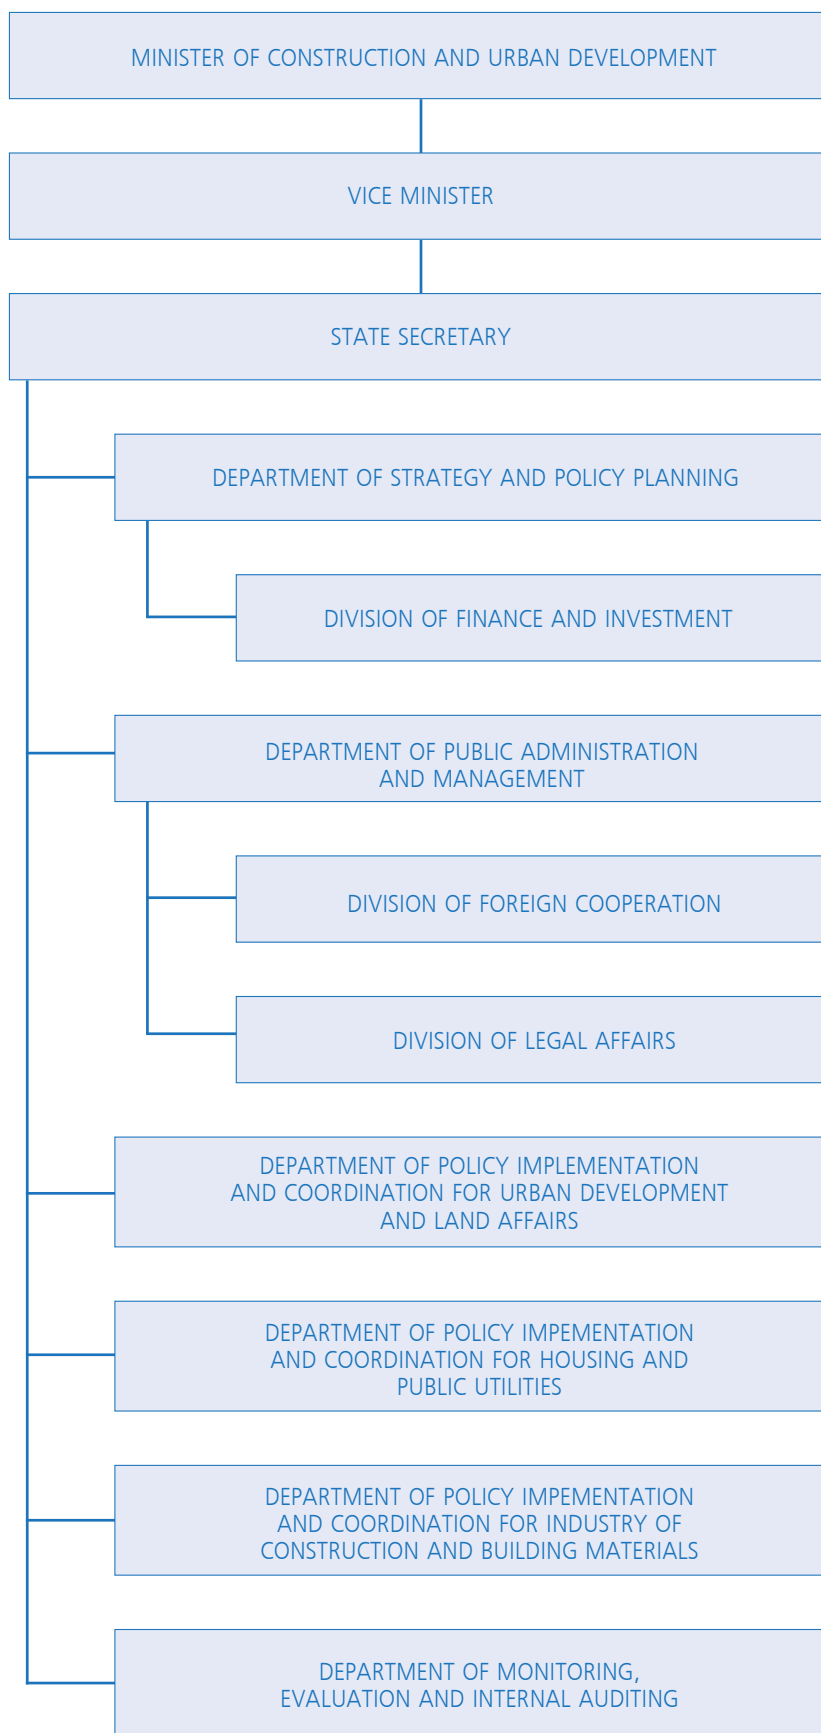 MINISTER OF CONSTRUCTION AND URBAN DEVELOPMENT
VICE MINISTER
STATE SECRETARY
DEPARTMENT OF STRATEGY AND POLICY PLANNING
DIVISION OF FINANCE AND INVESTMENT
DEPARTMENT OF PUBLIC ADMINISTRATION
AND MANAGEMENT
DIVISION OF FOREIGN COOPERATION
DIVISION OF LEGAL AFFAIRS
DEPARTMENT OF POLICY IMPLEMENTATION
AND COORDINATION FOR URBAN DEVELOPMENT
AND LAND AFFAIRS
DEPARTMENT OF POLICY IMPEMENTATION
AND COORDINATION FOR HOUSING AND
PUBLIC UTILITIES
DEPARTMENT OF POLICY IMPEMENTATION
AND COORDINATION FOR INDUSTRY OF
CONSTRUCTION AND BUILDING MATERIALS
DEPARTMENT OF MONITORING,
EVALUATION AND INTERNAL AUDITING